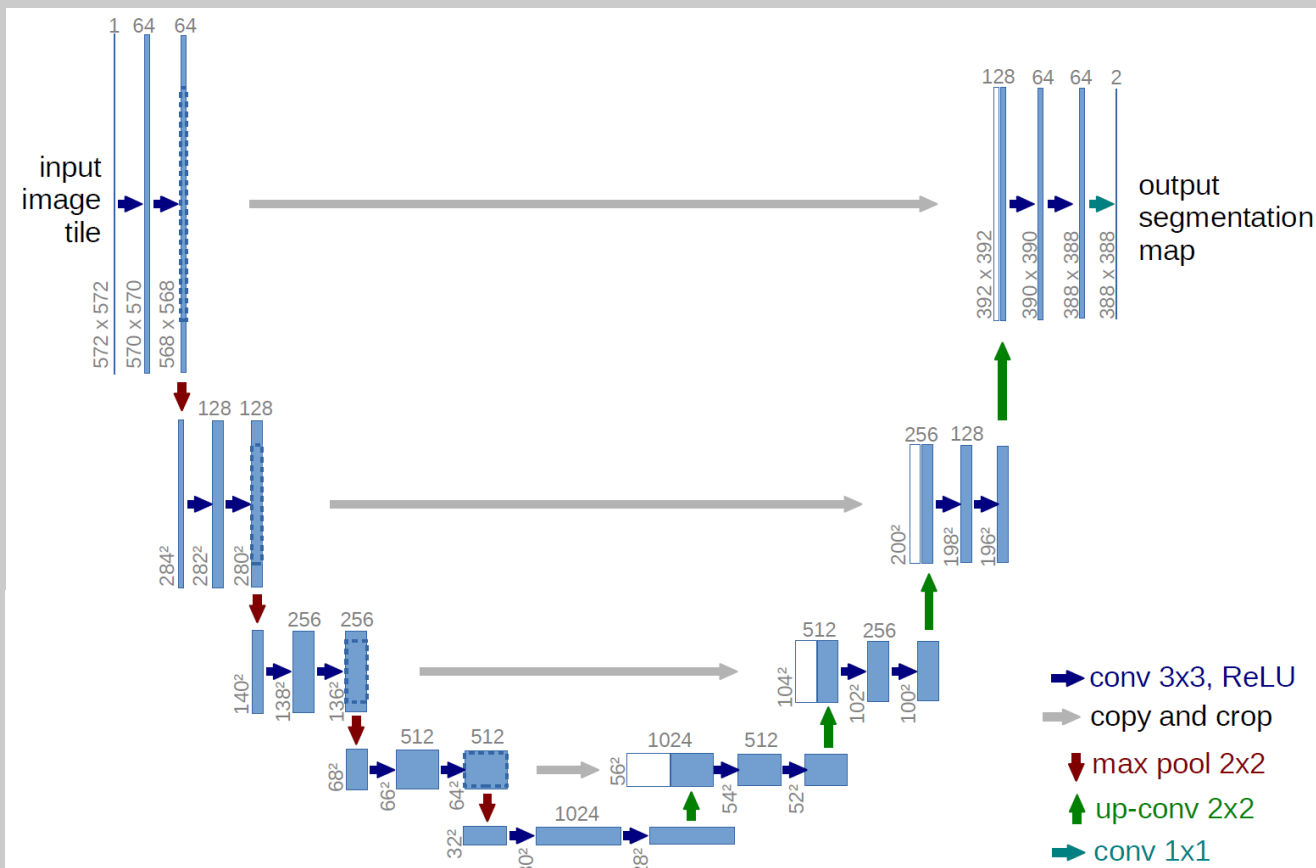 1 64 64
128 64 64 2
input
image
tile
output
segmentation
map
572 x 572
570 x 570
568 x 568
392 x 392
390 x 390
388 x 388
388 x 388
128 128
256 128
284²
282²
280²
200²
198²
196²
256 256
512 256
140²
138²
136²
104²
102²
100²
512 512
1024 512
68²
66²
64²
56²
54²
52²
1024
32²
conv 3x3, ReLU
copy and crop
max pool 2x2
up-conv 2x2
conv 1x1